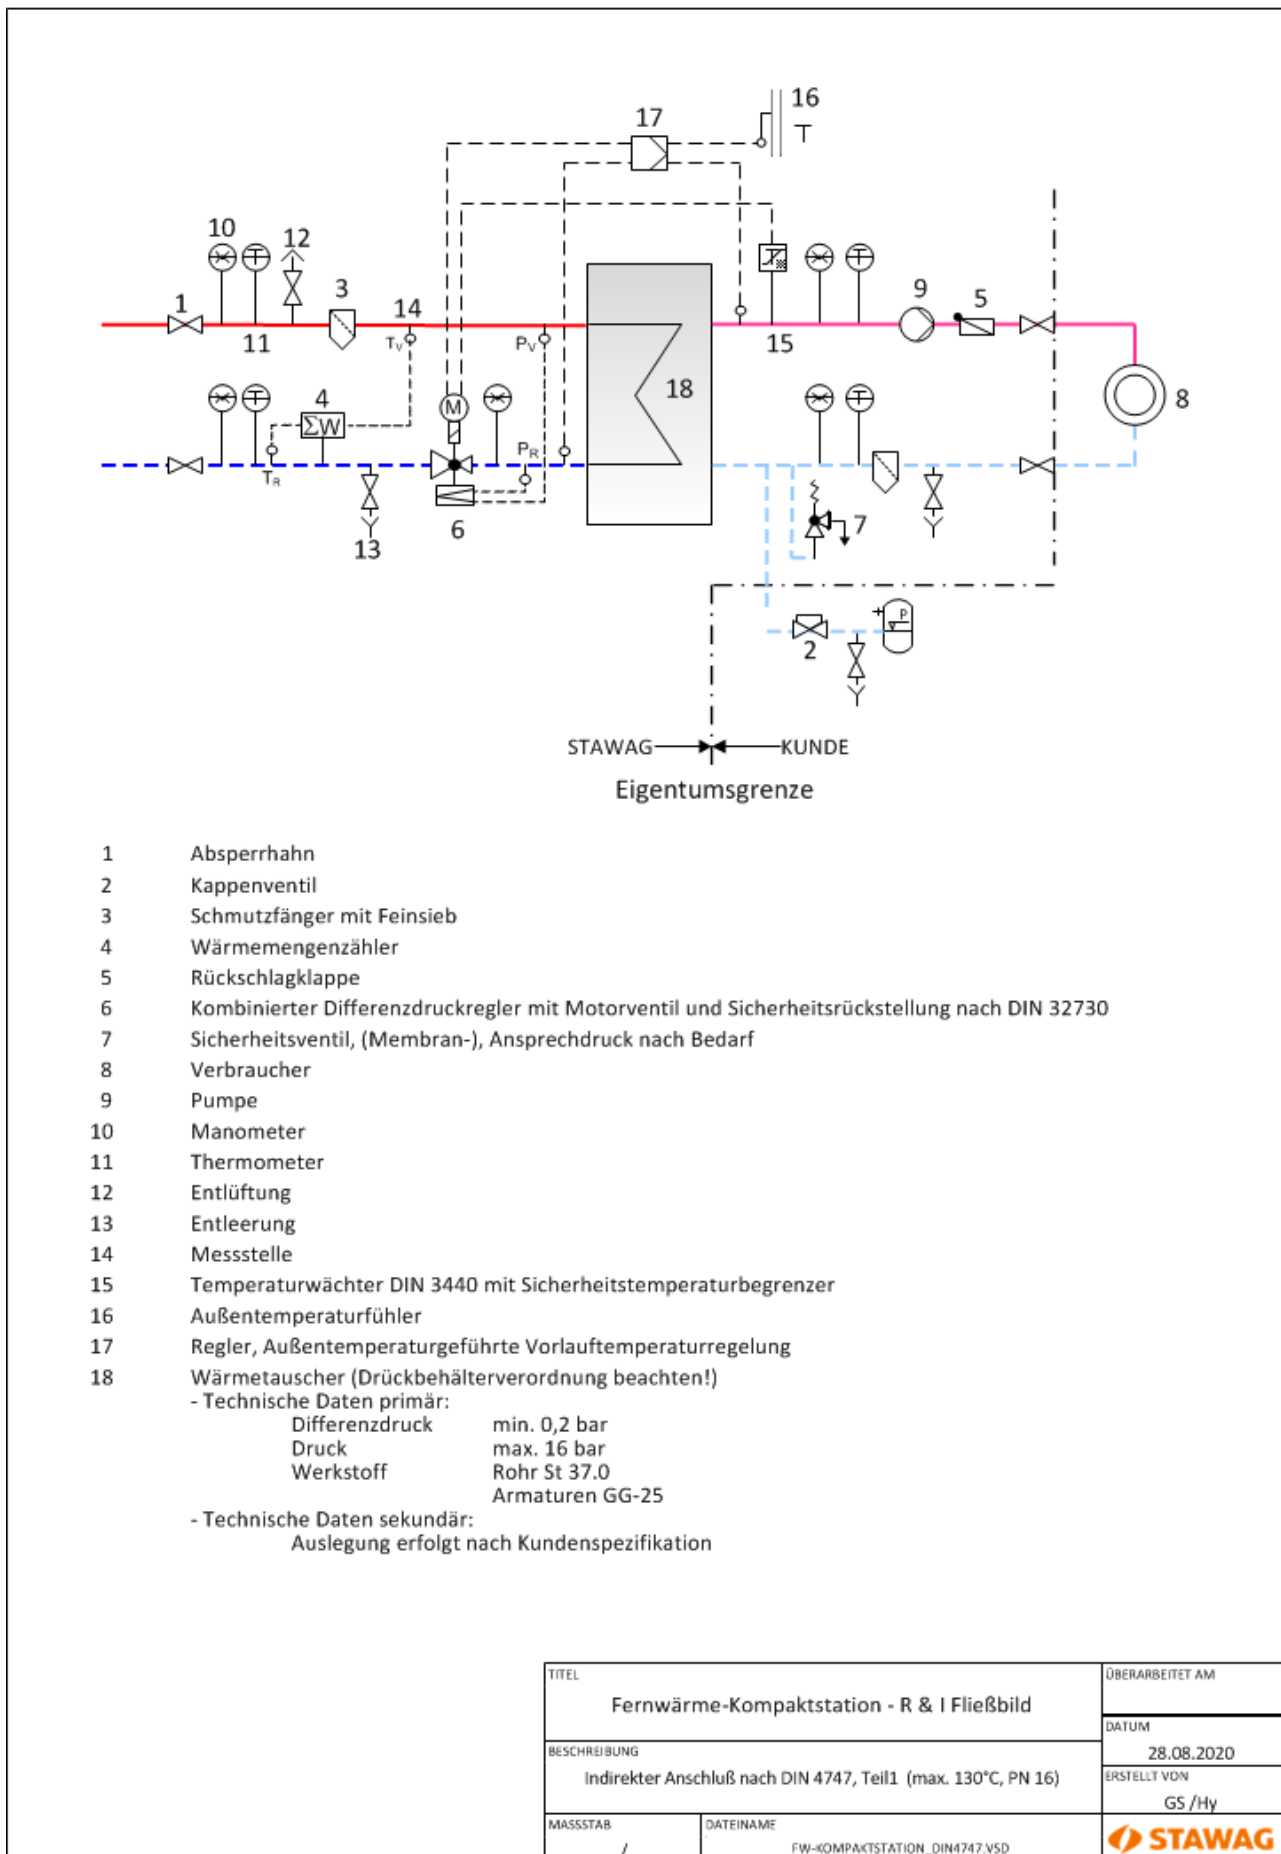 16
17
T
10
12
3
14
9
5
1
11
T
V
P
V
15
18
8
4
M
ΣW
P
R
T
R
6
13
7
P
2
STAWAG KUNDE
Eigentumsgrenze
1 Absperrhahn
2 Kappenventil
3 Schmutzfänger mit Feinsieb
4 Wärmemengenzähler
5 Rückschlagklappe
6 Kombinierter Differenzdruckregler mit Motorventil und Sicherheitsrückstellung nach DIN 32730
7 Sicherheitsventil, (Membran-), Ansprechdruck nach Bedarf
8 Verbraucher
9 Pumpe
10 Manometer
11 Thermometer
12 Entlüftung
13 Entleerung
14 Messstelle
15 Temperaturwächter DIN 3440 mit Sicherheitstemperaturbegrenzer
16 Außentemperaturfühler
17 Regler, Außentemperaturgeführte Vorlauftemperaturregelung
18 Wärmetauscher (Drückbehälterverordnung beachten!)
- Technische Daten primär:
Differenzdruck min. 0,2 bar
Druck max. 16 bar
Werkstoff Rohr St 37.0
Armaturen GG-25
- Technische Daten sekundär:
Auslegung erfolgt nach Kundenspezifikation
TITEL
Fernwärme-Kompaktstation - R & I Fließbild
ÜBERARBEITET AM
DATUM
28.08.2020
BESCHREIBUNG
Indirekter Anschluß nach DIN 4747, Teil1 (max. 130°C, PN 16)
ERSTELLT VON
GS /Hy
MASSSTAB
/
DATEINAME
FW-KOMPAKTSTATION_DIN4747.VSD
STAWAG